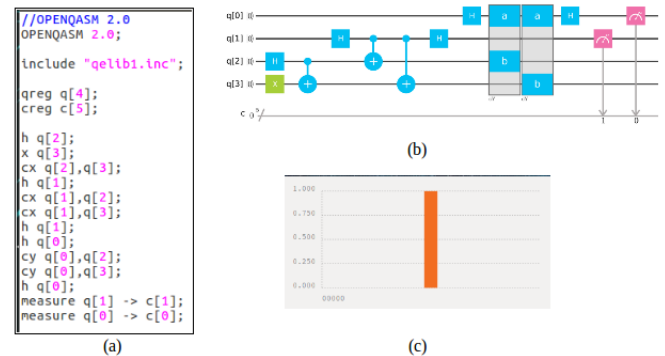 //OPENQASM 2.0
OPENQASM 2.0;
include "qelib1.inc";
qreg q[4];
creg c[5];
h q[2];
x q[3];
cx q[2],q[3];
h q[1];
cx q[1],q[2];
cx q[1],q[3];
h q[1];
h q[0];
cy q[0],q[2];
cy q[0],q[3];
h q[0];
measure q[1] -> c[1];
measure q[0] -> c[0];
(a)
q[0] H a a H
q[1] H + H
q[2] H b
q[3] X + + b
c 0 5 1 0
(b)
1.000
0.750
0.500
0.250
0.000
00000
(c)